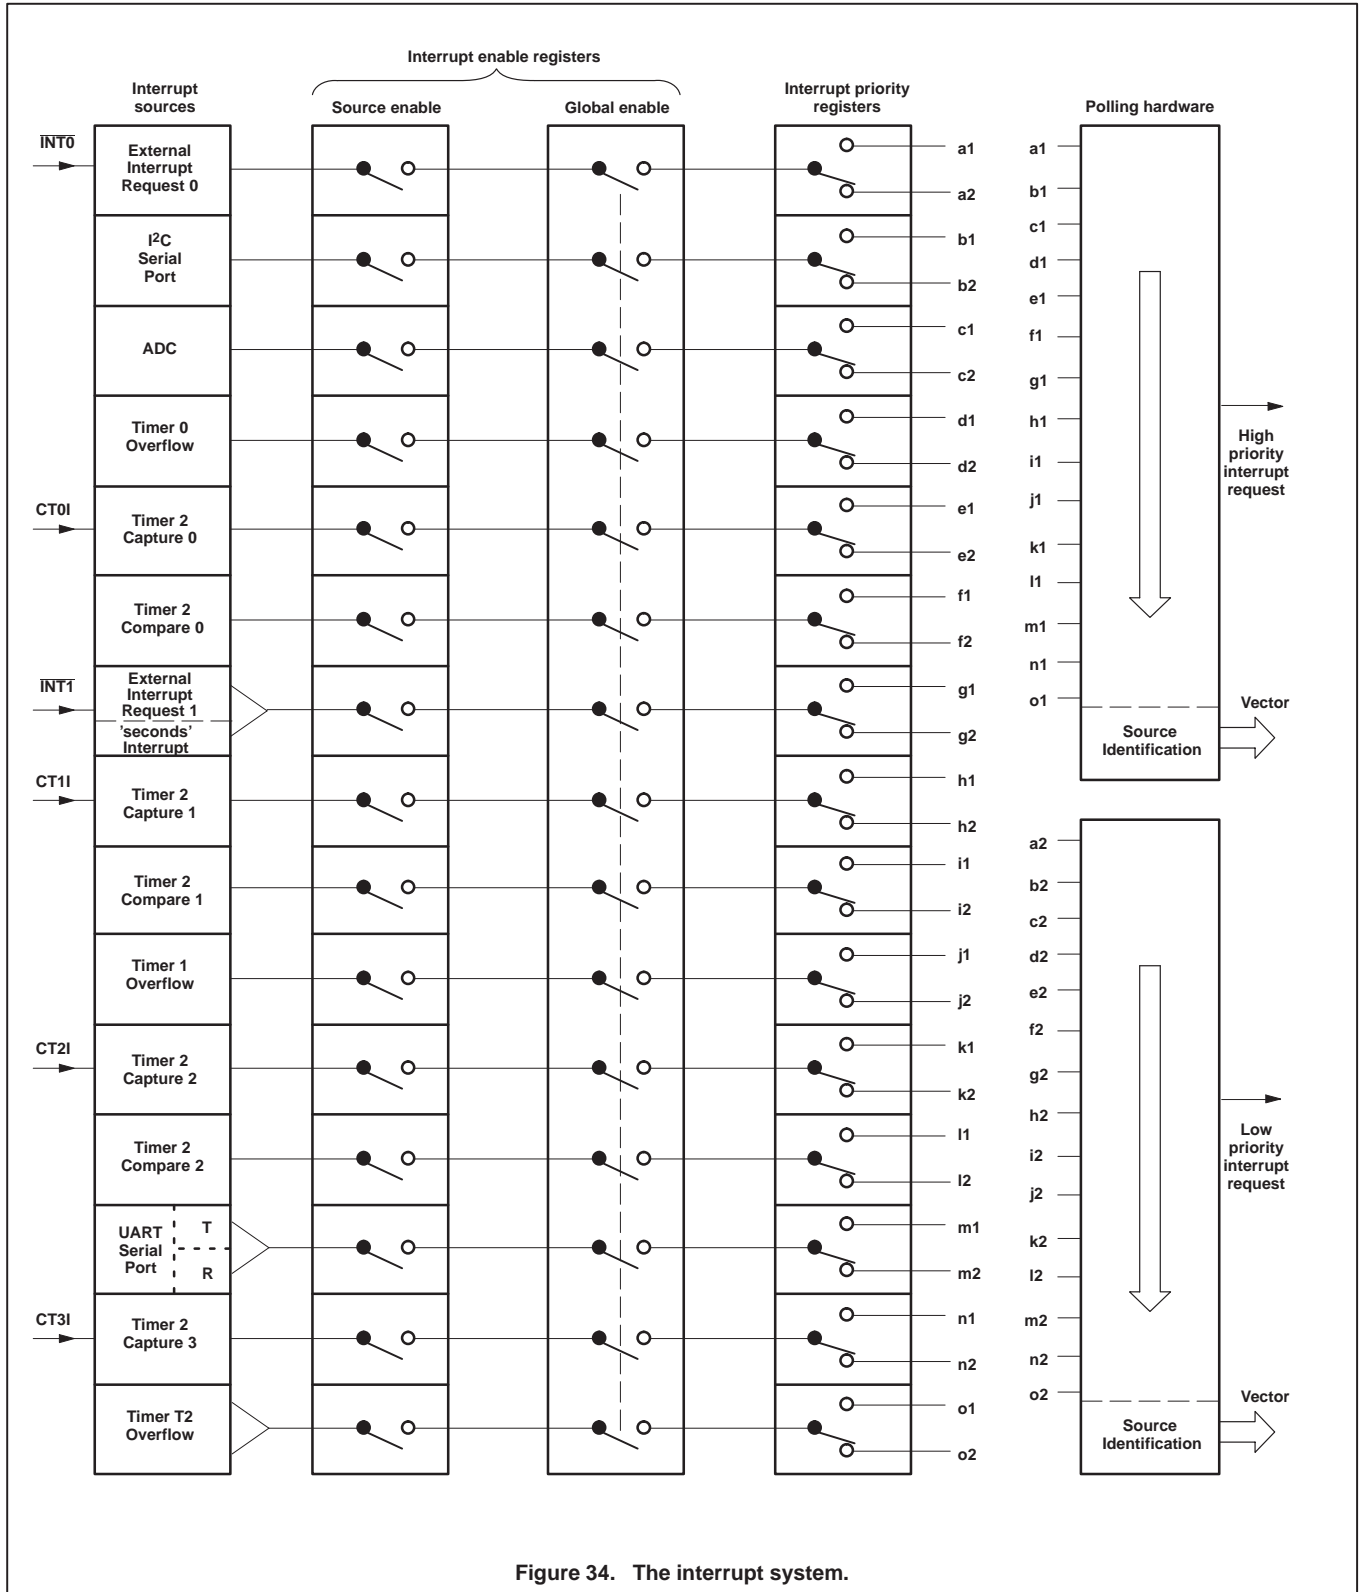 Interrupt enable registers
Interrupt
sources
Source enable
Global enable
Interrupt priority
registers
Polling hardware
INT0
External
Interrupt
Request 0
a1
a2
I2C
Serial
Port
b1
b2
ADC
c1
c2
Timer 0
Overflow
d1
d2
CT0I
Timer 2
Capture 0
e1
e2
Timer 2
Compare 0
f1
f2
INT1
External
Interrupt
Request 1
'seconds'
Interrupt
g1
g2
CT1I
Timer 2
Capture 1
h1
h2
Timer 2
Compare 1
i1
i2
Timer 1
Overflow
j1
j2
CT2I
Timer 2
Capture 2
k1
k2
Timer 2
Compare 2
l1
l2
UART
Serial
Port
T
R
m1
m2
CT3I
Timer 2
Capture 3
n1
n2
Timer T2
Overflow
o1
o2
a1
b1
c1
d1
e1
f1
g1
h1
i1
j1
k1
l1
m1
n1
o1
High
priority
interrupt
request
Source
Identification
Vector
a2
b2
c2
d2
e2
f2
g2
h2
i2
j2
k2
l2
m2
n2
o2
Low
priority
interrupt
request
Source
Identification
Vector
Figure 34. The interrupt system.